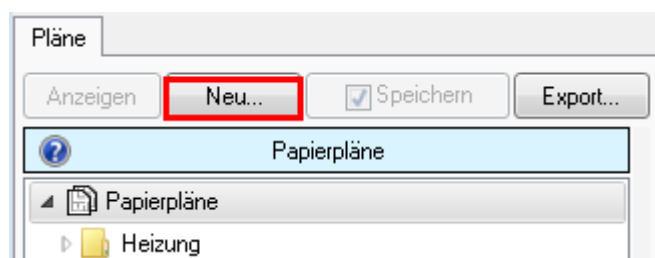 Pläne
Anzeigen Neu... Speichern Export...
Papierpläne
Papierpläne
Heizung